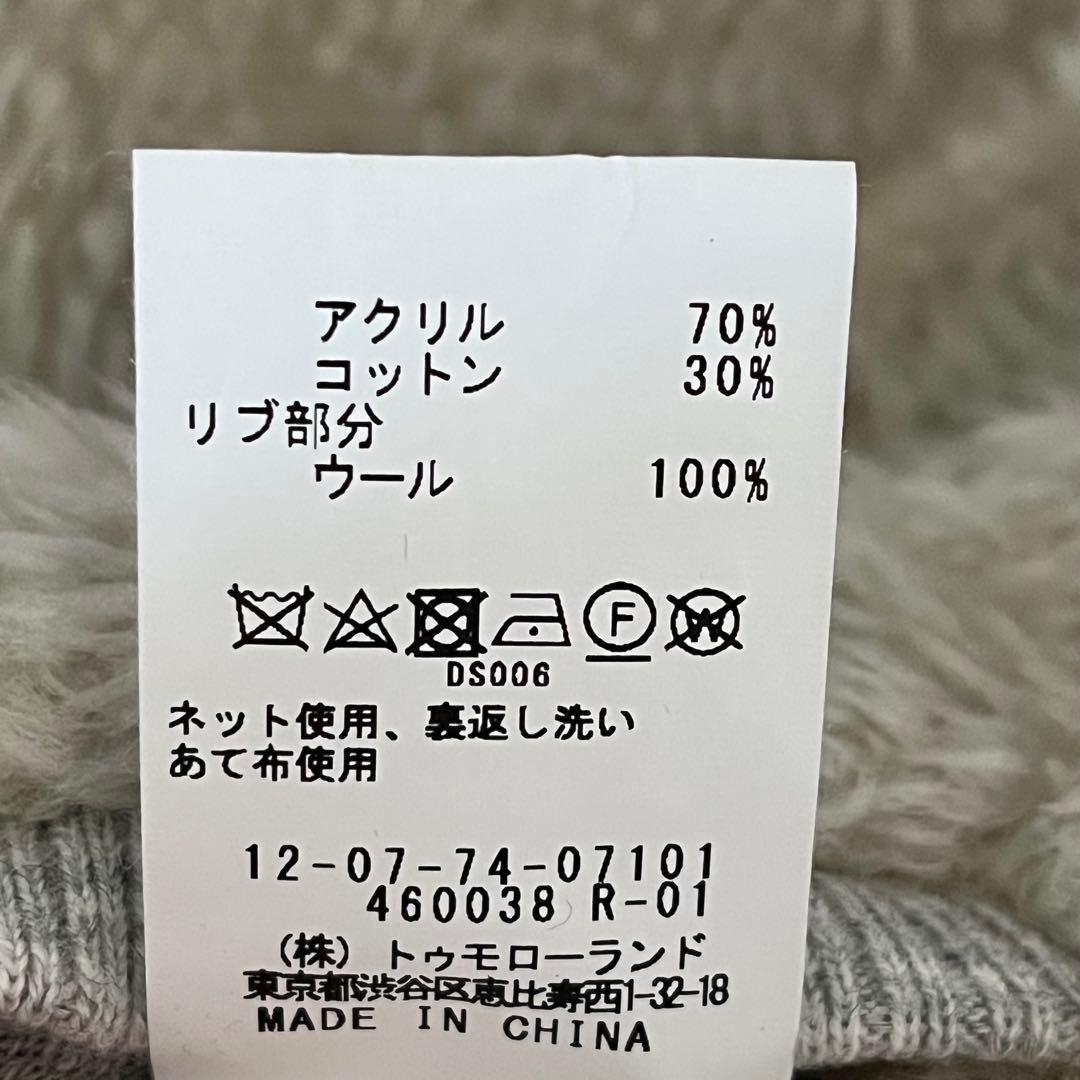 アクリル 70%
コットン 30%
リブ部分
ウール 100%
F W
DS006
ネット使用、裏返し洗い
あて布使用
12-07-74-07101
460038 R-01
(株)トゥモローランド
東京都渋谷区恵比寿西1-32-18
MADE IN CHINA